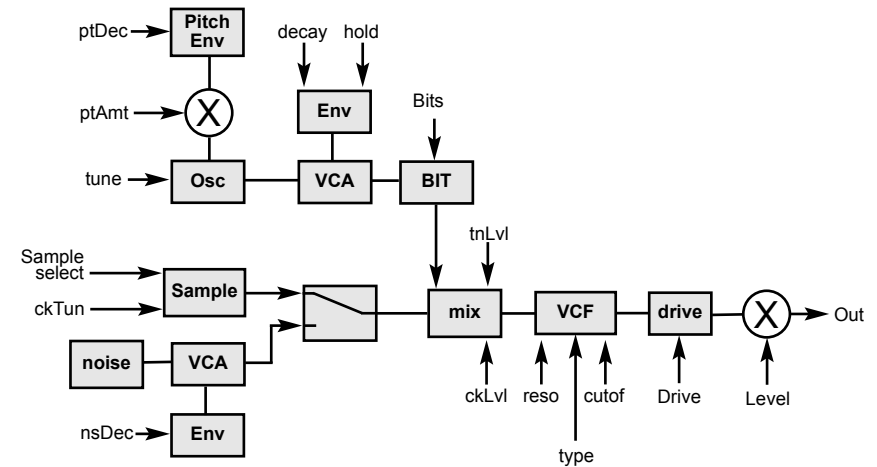 Pitch
Env
ptDec
decay
hold
ptAmt
X
Env
Bits
tune
Osc
VCA
BIT
tnLvl
Sample
select
Sample
ckTun
mix
VCF
drive
X
Out
noise
VCA
ckLvl
reso
cutof
Drive
Level
nsDec
Env
type